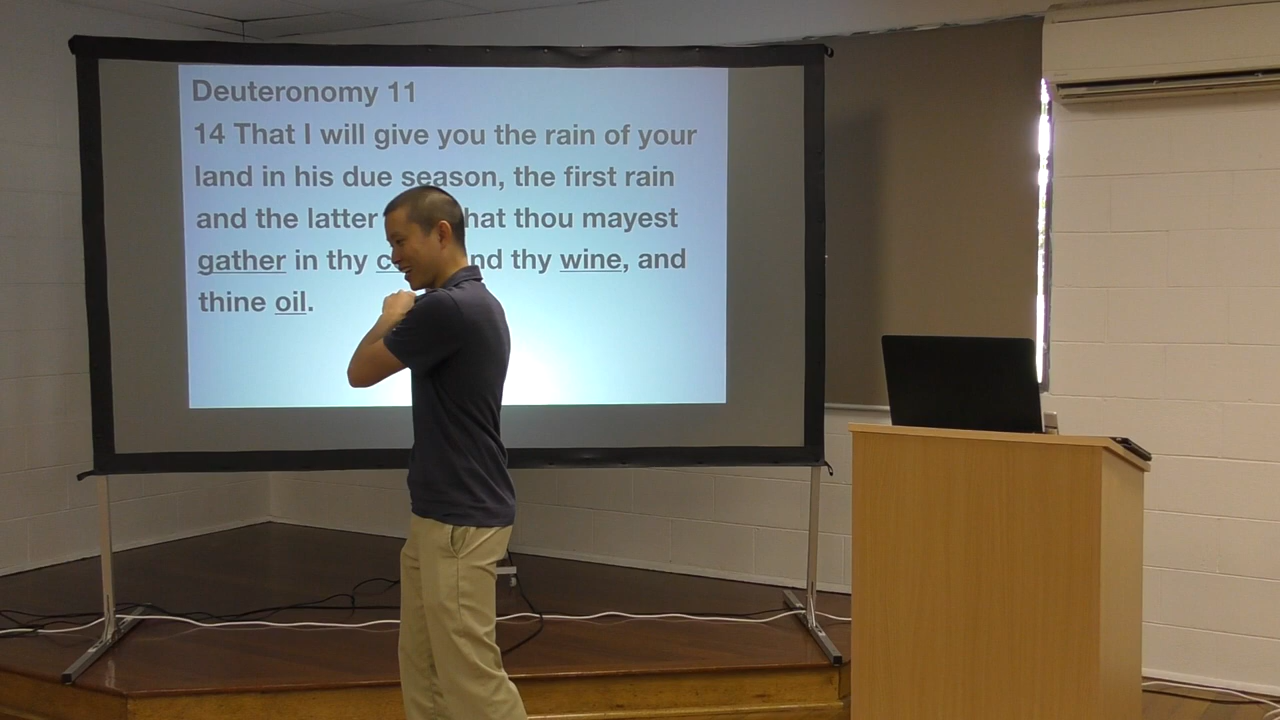 Deuteronomy 11
14 That I will give you the rain of your
land in his due season, the first rain
and the latter hat thou mayest
gather in thy nd thy wine, and
thine oil.